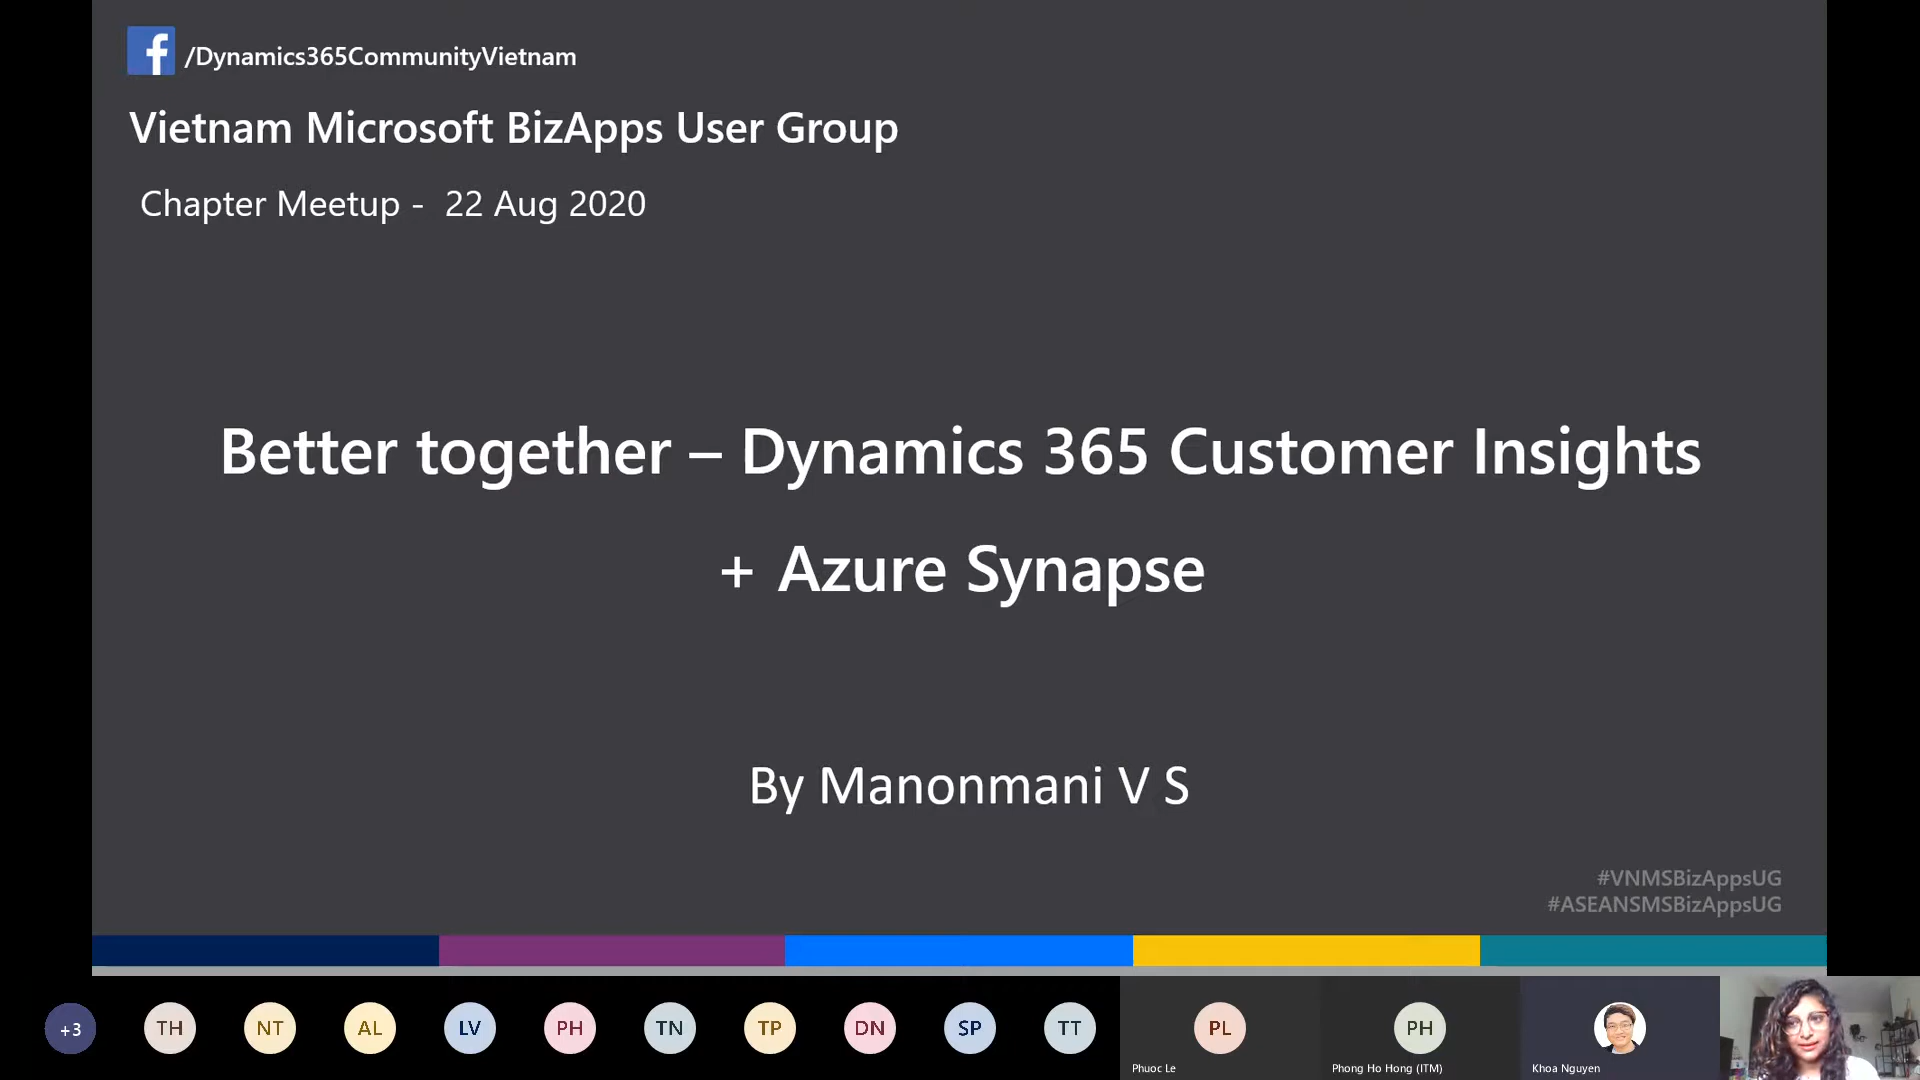 /Dynamics365CommunityVietnam
Vietnam Microsoft BizApps User Group
Chapter Meetup - 22 Aug 2020
Better together – Dynamics 365 Customer Insights
+ Azure Synapse
By Manonmani V S
#VNMSBizAppsUG
#ASEANSMSBizAppsUG
+3 TH NT AL LV PH TN TP DN SP TT PL PH
Phuoc Le Phong Ho Hong (ITM) Khoa Nguyen